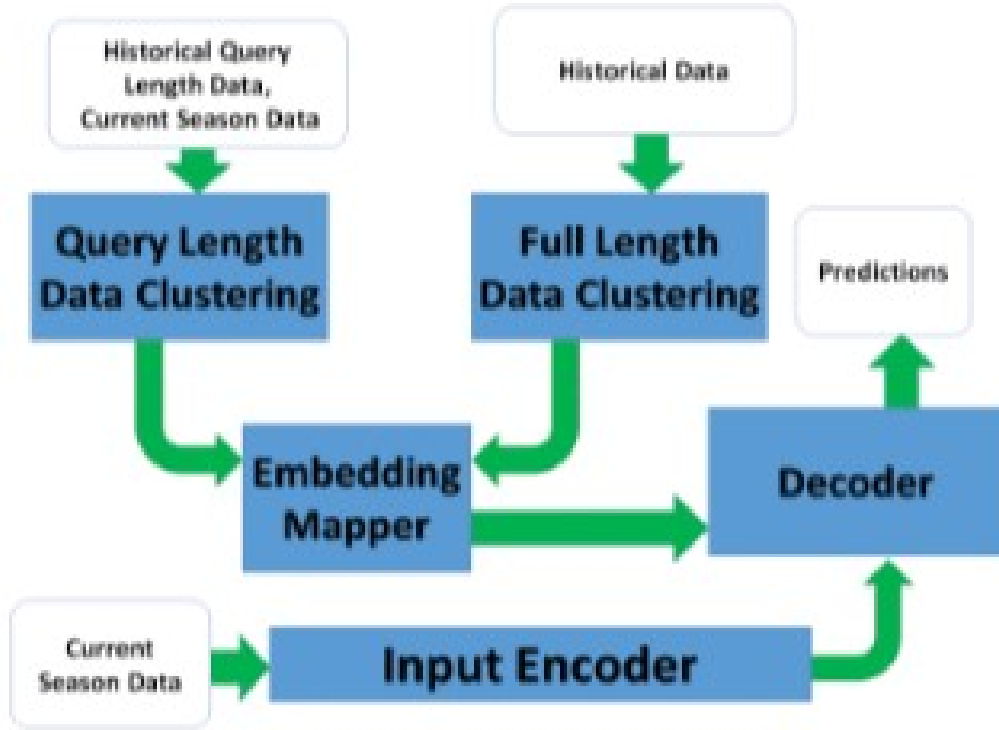 Historical Query
Length Data,
Current Season Data
Historical Data
Query Length
Data Clustering
Full Length
Data Clustering
Predictions
Embedding
Mapper
Decoder
Current
Season Data
Input Encoder